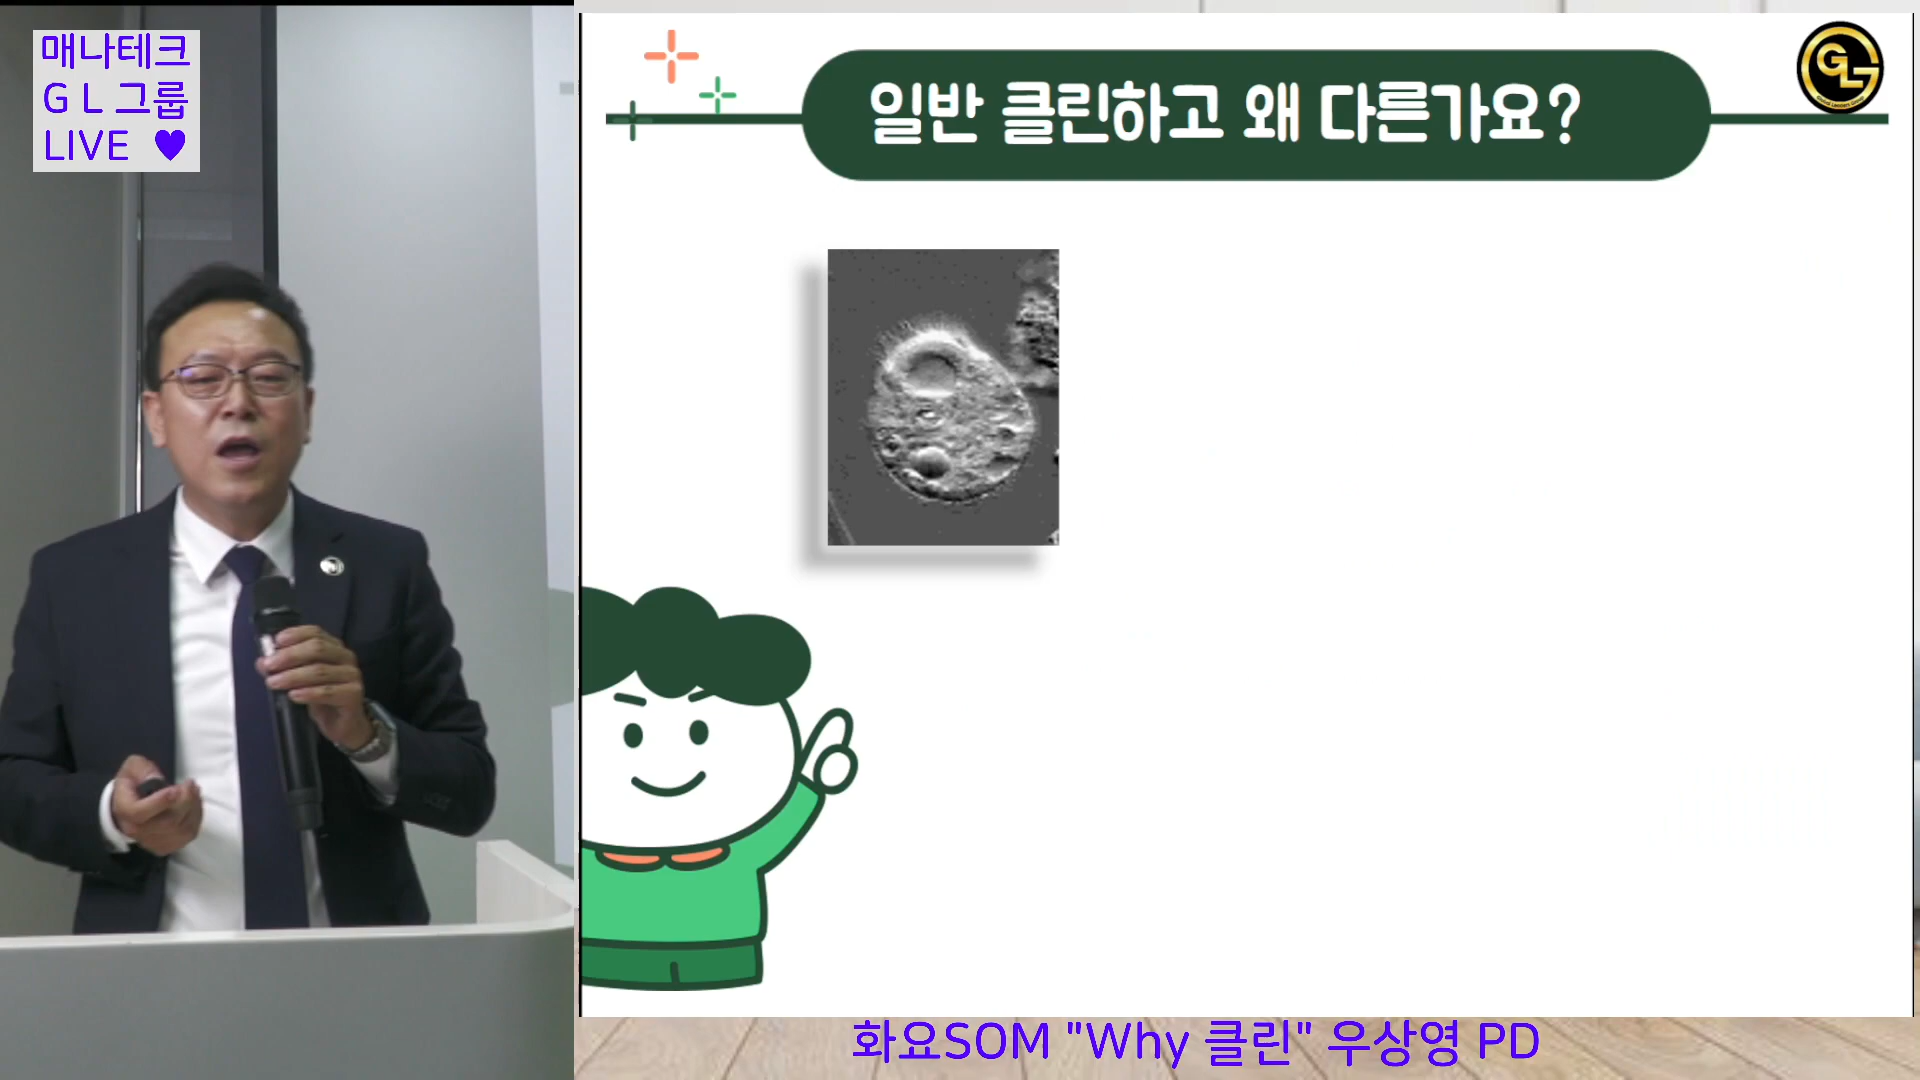 매나테크
G L 그룹
LIVE ♥
일반 클린하고 왜 다른가요?
GLG
화요SOM "Why 클린" 우상영 PD